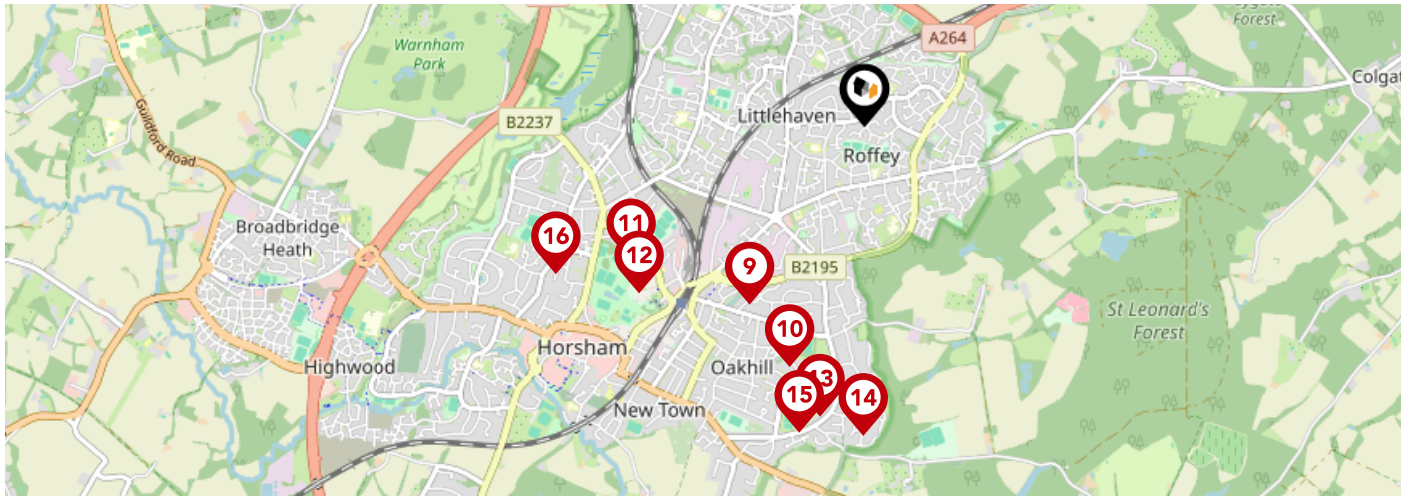 Forest
Warnham
Park
A264
Colgat
Guildford Road
B2237
Littlehaven
Roffey
Broadbridge
Heath
11
16
12
9
B2195
St Leonard's
Forest
10
Horsham
Highwood
Oakhill
13
15
14
New Town